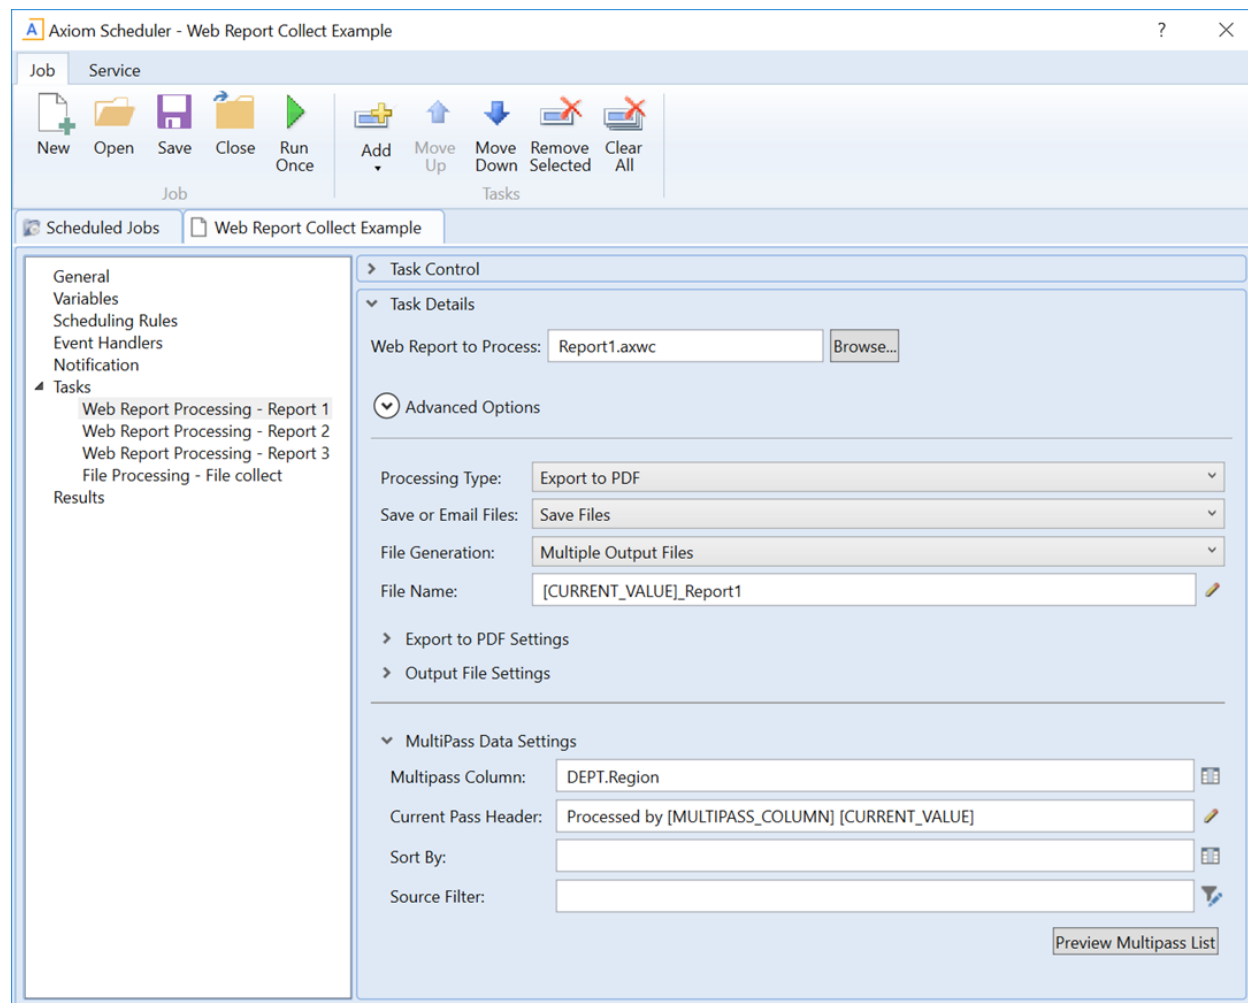 A Axiom Scheduler - Web Report Collect Example ?
Job Service
New Open Save Close Run Once Add Move Up Move Down Remove Selected Clear All
Job Tasks
Scheduled Jobs Web Report Collect Example
General
Variables
Scheduling Rules
Event Handlers
Notification
Tasks
Web Report Processing - Report 1
Web Report Processing - Report 2
Web Report Processing - Report 3
File Processing - File collect
Results
Task Control
Task Details
Web Report to Process: Report1.axwc Browse...
Advanced Options
Processing Type: Export to PDF
Save or Email Files: Save Files
File Generation: Multiple Output Files
File Name: [CURRENT_VALUE]_Report1
Export to PDF Settings
Output File Settings
MultiPass Data Settings
Multipass Column: DEPT.Region
Current Pass Header: Processed by [MULTIPASS_COLUMN] [CURRENT_VALUE]
Sort By:
Source Filter:
Preview Multipass List